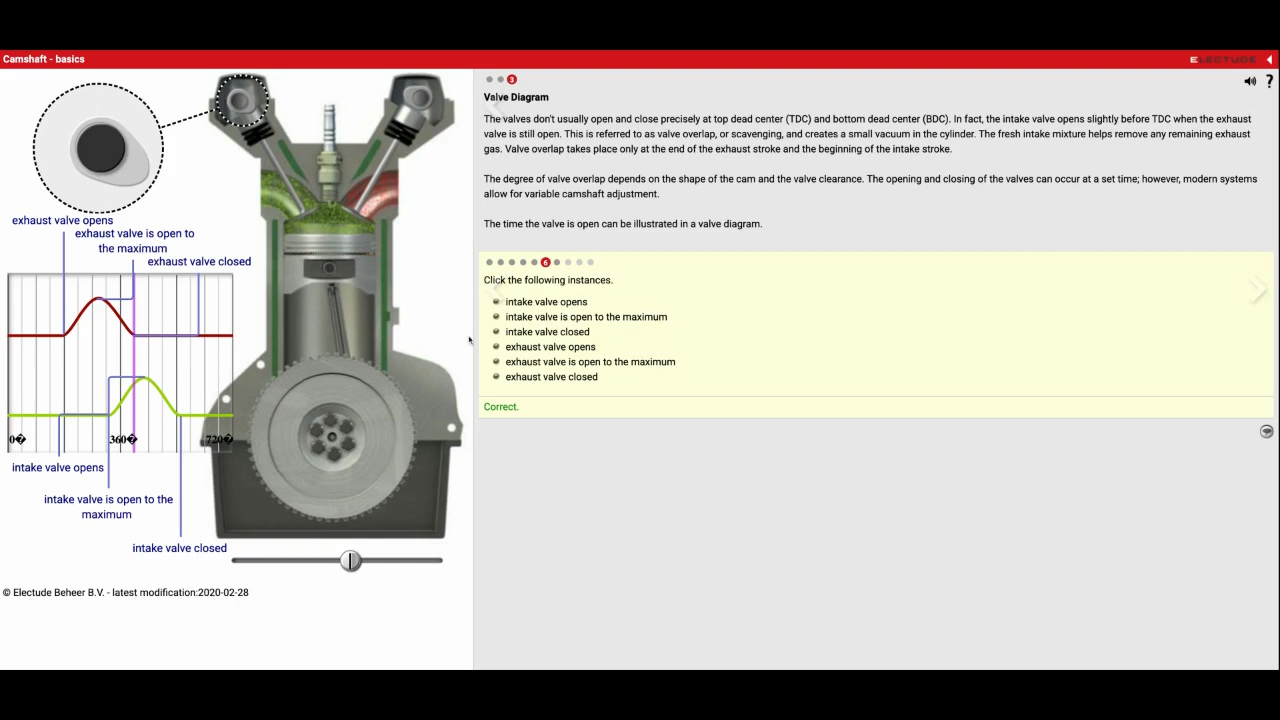 Camshaft - basics
ELECTUDE
exhaust valve opens
exhaust valve is open to
the maximum
exhaust valve closed
0�
360�
720�
intake valve opens
intake valve is open to the
maximum
intake valve closed
© Electude Beheer B.V. - latest modification:2020-02-28
3
?
Valve Diagram
The valves don't usually open and close precisely at top dead center (TDC) and bottom dead center (BDC). In fact, the intake valve opens slightly before TDC when the exhaust
valve is still open. This is referred to as valve overlap, or scavenging, and creates a small vacuum in the cylinder. The fresh intake mixture helps remove any remaining exhaust
gas. Valve overlap takes place only at the end of the exhaust stroke and the beginning of the intake stroke.
The degree of valve overlap depends on the shape of the cam and the valve clearance. The opening and closing of the valves can occur at a set time; however, modern systems
allow for variable camshaft adjustment.
The time the valve is open can be illustrated in a valve diagram.
6
Click the following instances.
intake valve opens
intake valve is open to the maximum
intake valve closed
exhaust valve opens
exhaust valve is open to the maximum
exhaust valve closed
Correct.